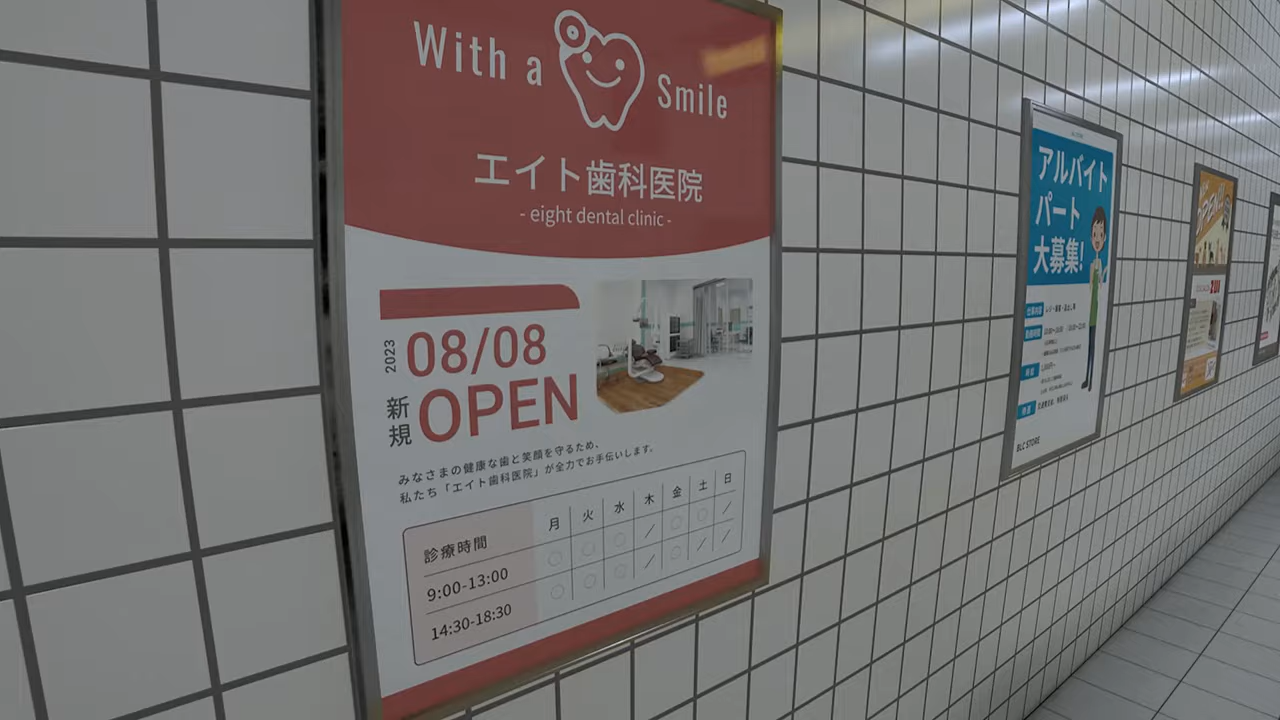 With a Smile
エイト歯科医院
- eight dental clinic -
2023
08/08
新規
OPEN
みなさまの健康な歯と笑顔を守るため、
私たち「エイト歯科医院」が全力でお手伝いします。
診療時間 月 火 水 木 金 土 日
9:00-13:00 ○ ○ ○ / ○ ○ /
14:30-18:30 ○ ○ ○ / ○ / /
アルバイト
パート
大募集!
BLC STORE